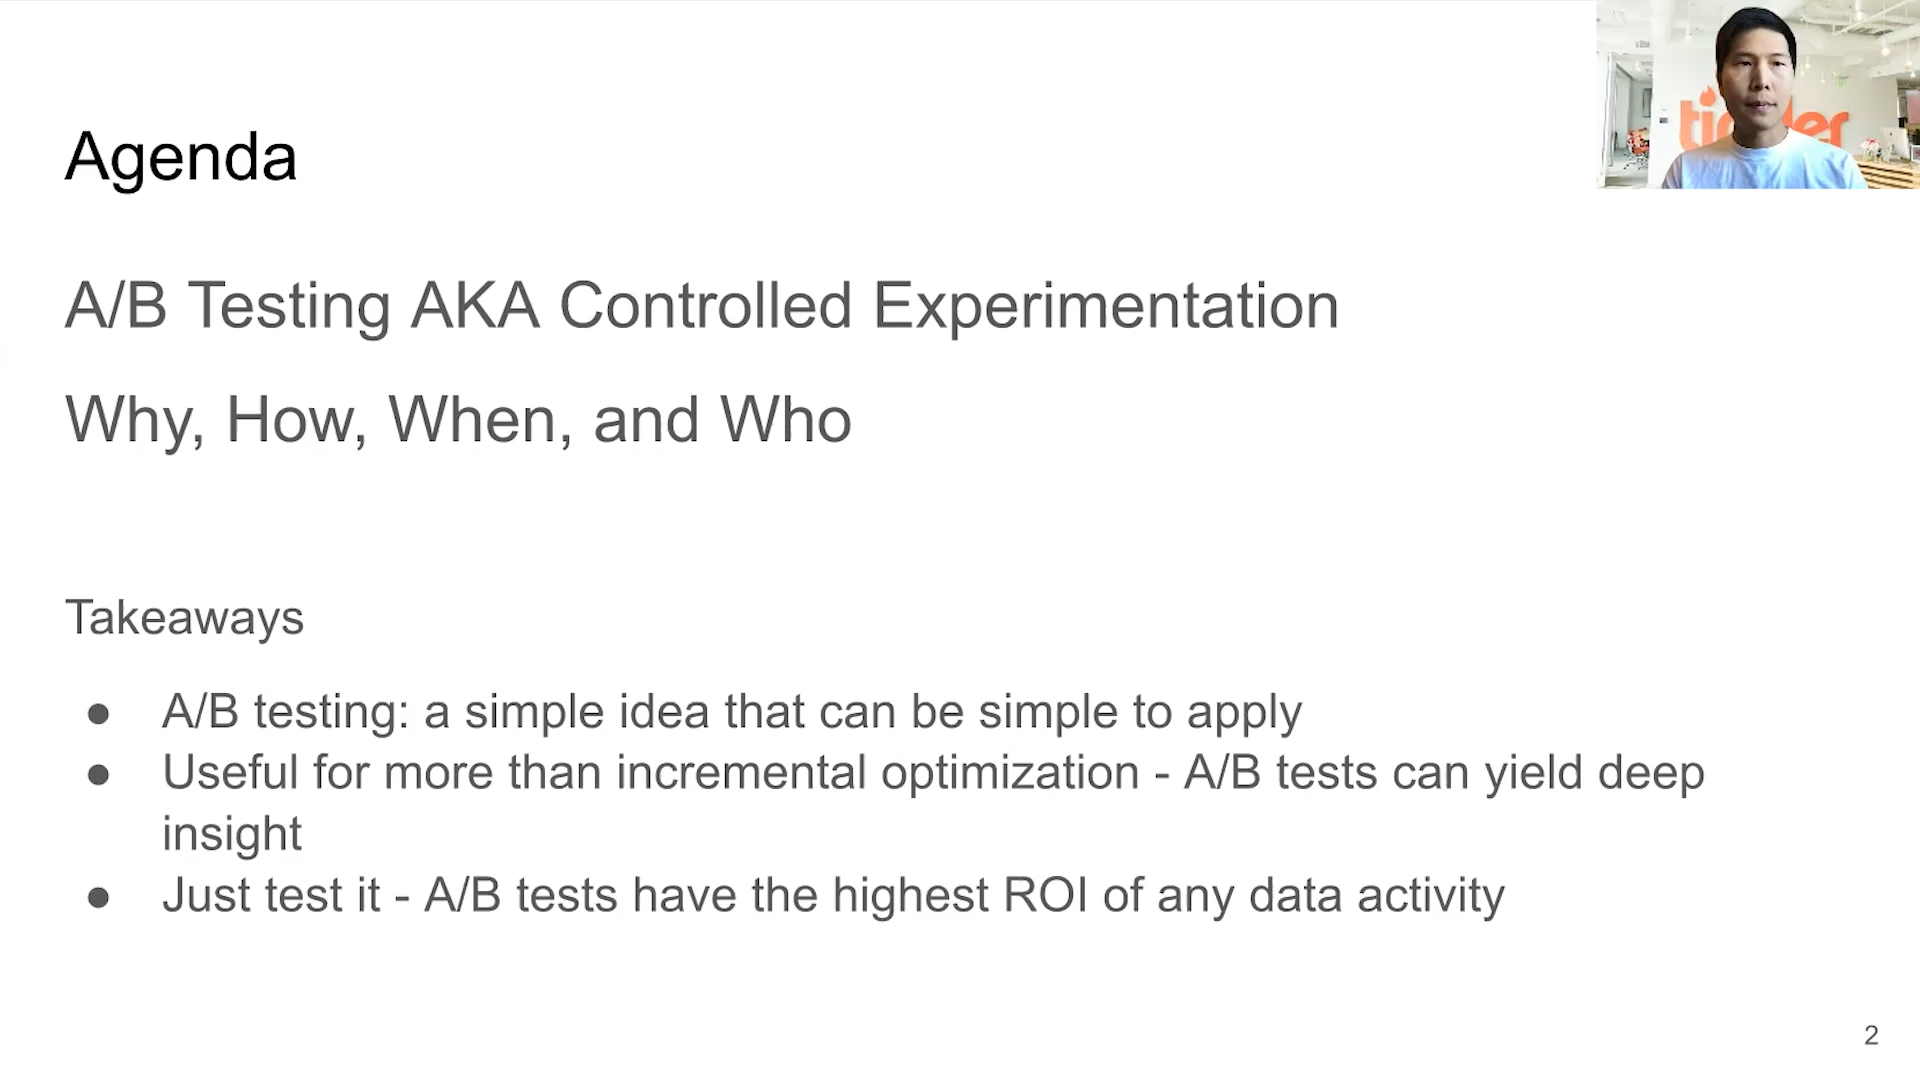 Agenda
A/B Testing AKA Controlled Experimentation
Why, How, When, and Who
Takeaways
● A/B testing: a simple idea that can be simple to apply
● Useful for more than incremental optimization - A/B tests can yield deep
insight
● Just test it - A/B tests have the highest ROI of any data activity
2